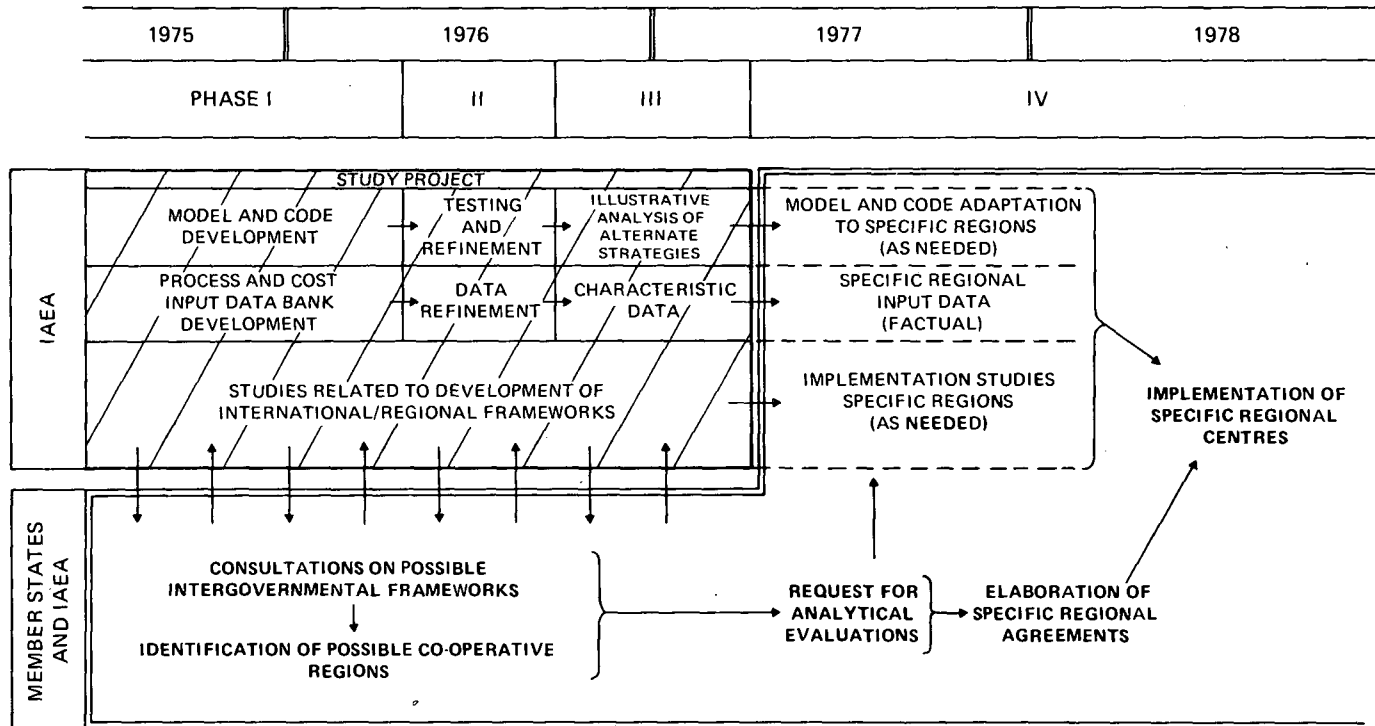 1975
1976
1977
1978
PHASE I
II
III
IV
IAEA
STUDY PROJECT
MODEL AND CODE
DEVELOPMENT
TESTING
AND
REFINEMENT
ILLUSTRATIVE
ANALYSIS OF
ALTERNATE
STRATEGIES
MODEL AND CODE ADAPTATION
TO SPECIFIC REGIONS
(AS NEEDED)
PROCESS AND COST
INPUT DATA BANK
DEVELOPMENT
DATA
REFINEMENT
CHARACTERISTIC
DATA
SPECIFIC REGIONAL
INPUT DATA
(FACTUAL)
STUDIES RELATED TO DEVELOPMENT OF
INTERNATIONAL/REGIONAL FRAMEWORKS
IMPLEMENTATION STUDIES
SPECIFIC REGIONS
(AS NEEDED)
IMPLEMENTATION OF
SPECIFIC REGIONAL
CENTRES
MEMBER STATES
AND IAEA
CONSULTATIONS ON POSSIBLE
INTERGOVERNMENTAL FRAMEWORKS
IDENTIFICATION OF POSSIBLE CO-OPERATIVE
REGIONS
REQUEST FOR
ANALYTICAL
EVALUATIONS
ELABORATION OF
SPECIFIC REGIONAL
AGREEMENTS